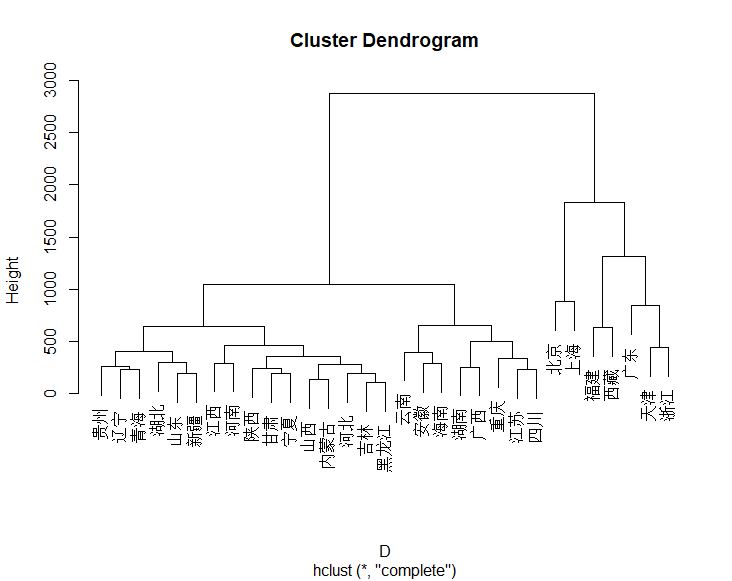 Cluster Dendrogram
Height
3000
2500
2000
1500
1000
500
0
贵州
辽宁
青海
湖北
山东
新疆
江西
河南
陕西
甘肃
宁夏
山西
内蒙古
河北
吉林
黑龙江
云南
安徽
海南
湖南
广西
重庆
江苏
四川
北京
上海
福建
西藏
广东
天津
浙江
D
hclust (*, "complete")